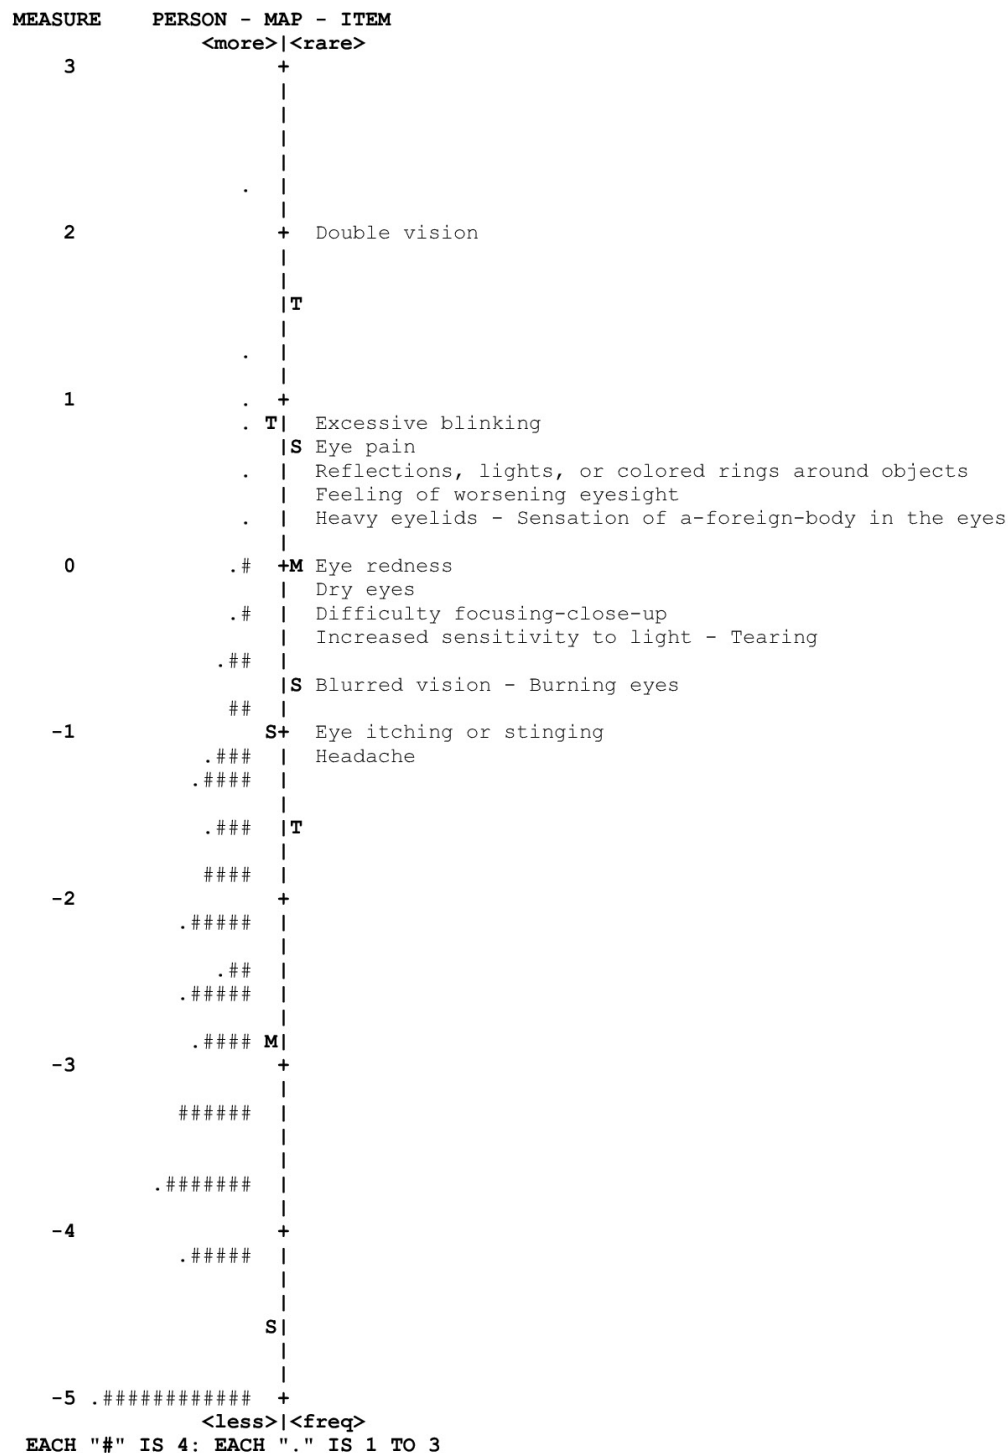 MEASURE PERSON - MAP - ITEM
<more>|<rare>
3 +
|
|
|
|
. |
|
2 + Double vision
|
|
|T
|
. |
|
1 . +
. T| Excessive blinking
|S Eye pain
. | Reflections, lights, or colored rings around objects
| Feeling of worsening eyesight
. | Heavy eyelids - Sensation of a-foreign-body in the eyes
|
0 .# +M Eye redness
| Dry eyes
.# | Difficulty focusing-close-up
| Increased sensitivity to light - Tearing
.## |
|S Blurred vision - Burning eyes
## |
-1 S+ Eye itching or stinging
.### | Headache
.#### |
|
.### |T
|
#### |
-2 +
.##### |
|
.## |
.##### |
|
.#### M|
-3 +
|
###### |
|
|
.####### |
|
-4 +
.##### |
|
|
S|
|
|
-5 .############ +
<less>|<freq>
EACH "#" IS 4: EACH "." IS 1 TO 3